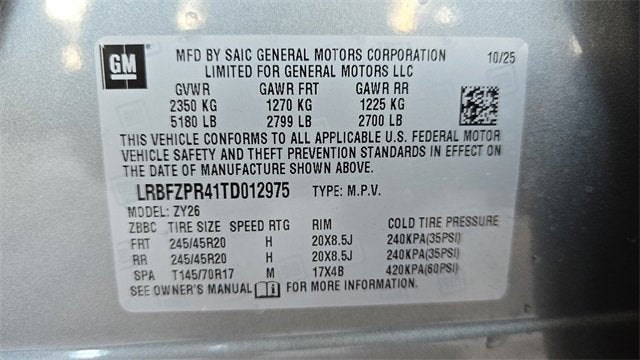 GM
MFD BY SAIC GENERAL MOTORS CORPORATION 10/25
LIMITED FOR GENERAL MOTORS LLC
GVWR GAWR FRT GAWR RR
2350 KG 1270 KG 1225 KG
5180 LB 2799 LB 2700 LB
THIS VEHICLE CONFORMS TO ALL APPLICABLE U.S. FEDERAL MOTOR
VEHICLE SAFETY AND THEFT PREVENTION STANDARDS IN EFFECT ON
THE DATE OF MANUFACTURE SHOWN ABOVE.
LRBFZPR41TD012975 TYPE: M.P.V.
MODEL: ZY26
ZBBC TIRE SIZE SPEED RTG RIM COLD TIRE PRESSURE
FRT 245/45R20 H 20X8.5J 240KPA(35PSI)
RR 245/45R20 H 20X8.5J 240KPA(35PSI)
SPA T145/70R17 M 17X4B 420KPA(60PSI)
SEE OWNER'S MANUAL i FOR MORE INFORMATION.